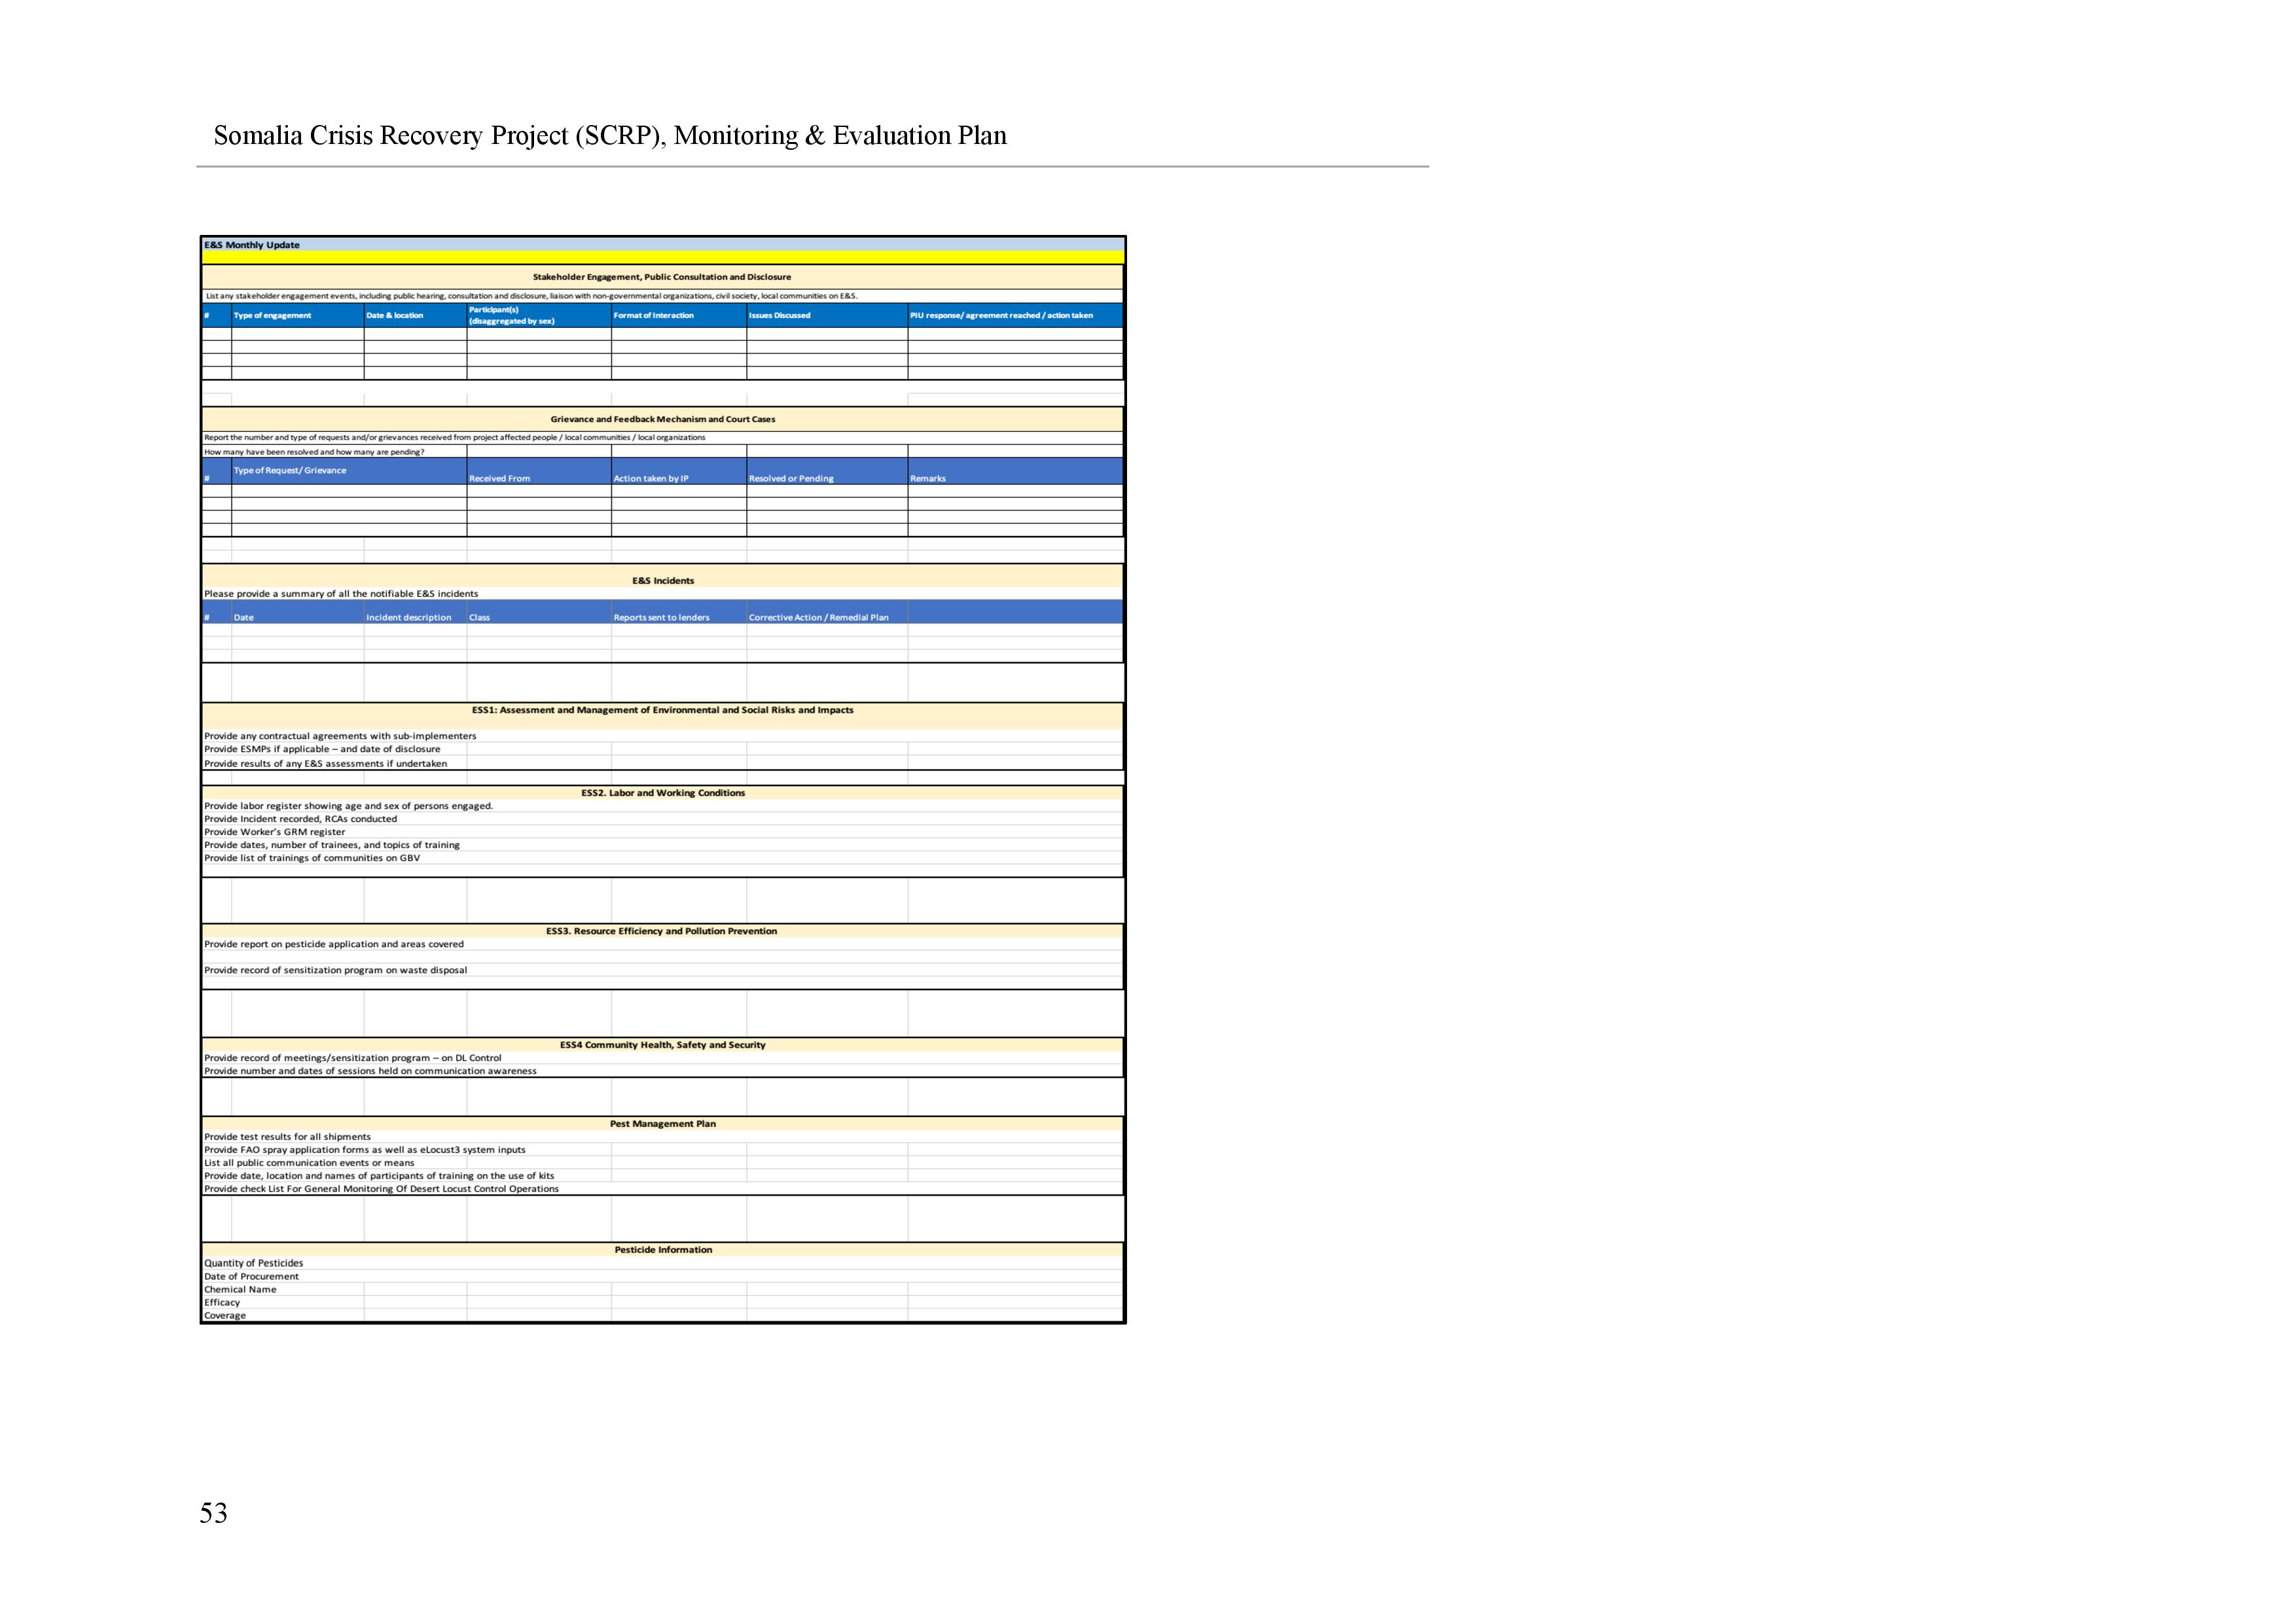 Somalia Crisis Recovery Project (SCRP), Monitoring & Evaluation Plan
E&S Monthly Update
Stakeholder Engagement, Public Consultation and Disclosure
List any stakeholder engagement events, including public hearing, consultation and disclosure, liaison with non-governmental organizations, civil society, local communities on E&S.
# Type of engagement Date & location Participant(s) (disaggregated by sex) Format of Interaction Issues Discussed PIU response/ agreement reached / action taken
Grievance and Feedback Mechanism and Court Cases
Report the number and type of requests and/or grievances received from project affected people / local communities / local organizations
How many have been resolved and how many are pending?
# Type of Request/ Grievance Received From Action taken by IP Resolved or Pending Remarks
E&S Incidents
Please provide a summary of all the notifiable E&S incidents
# Date Incident description Class Reports sent to lenders Corrective Action / Remedial Plan
ESS1: Assessment and Management of Environmental and Social Risks and Impacts
Provide any contractual agreements with sub-implementers
Provide ESMPs if applicable – and date of disclosure
Provide results of any E&S assessments if undertaken
ESS2. Labor and Working Conditions
Provide labor register showing age and sex of persons engaged.
Provide Incident recorded, RCAs conducted
Provide Worker's GRM register
Provide dates, number of trainees, and topics of training
Provide list of trainings of communities on GBV
ESS3. Resource Efficiency and Pollution Prevention
Provide report on pesticide application and areas covered
Provide record of sensitization program on waste disposal
ESS4 Community Health, Safety and Security
Provide record of meetings/sensitization program – on DL Control
Provide number and dates of sessions held on communication awareness
Pest Management Plan
Provide test results for all shipments
Provide FAO spray application forms as well as eLocust3 system inputs
List all public communication events or means
Provide date, location and names of participants of training on the use of kits
Provide check List For General Monitoring Of Desert Locust Control Operations
Pesticide Information
Quantity of Pesticides
Date of Procurement
Chemical Name
Efficacy
Coverage
53